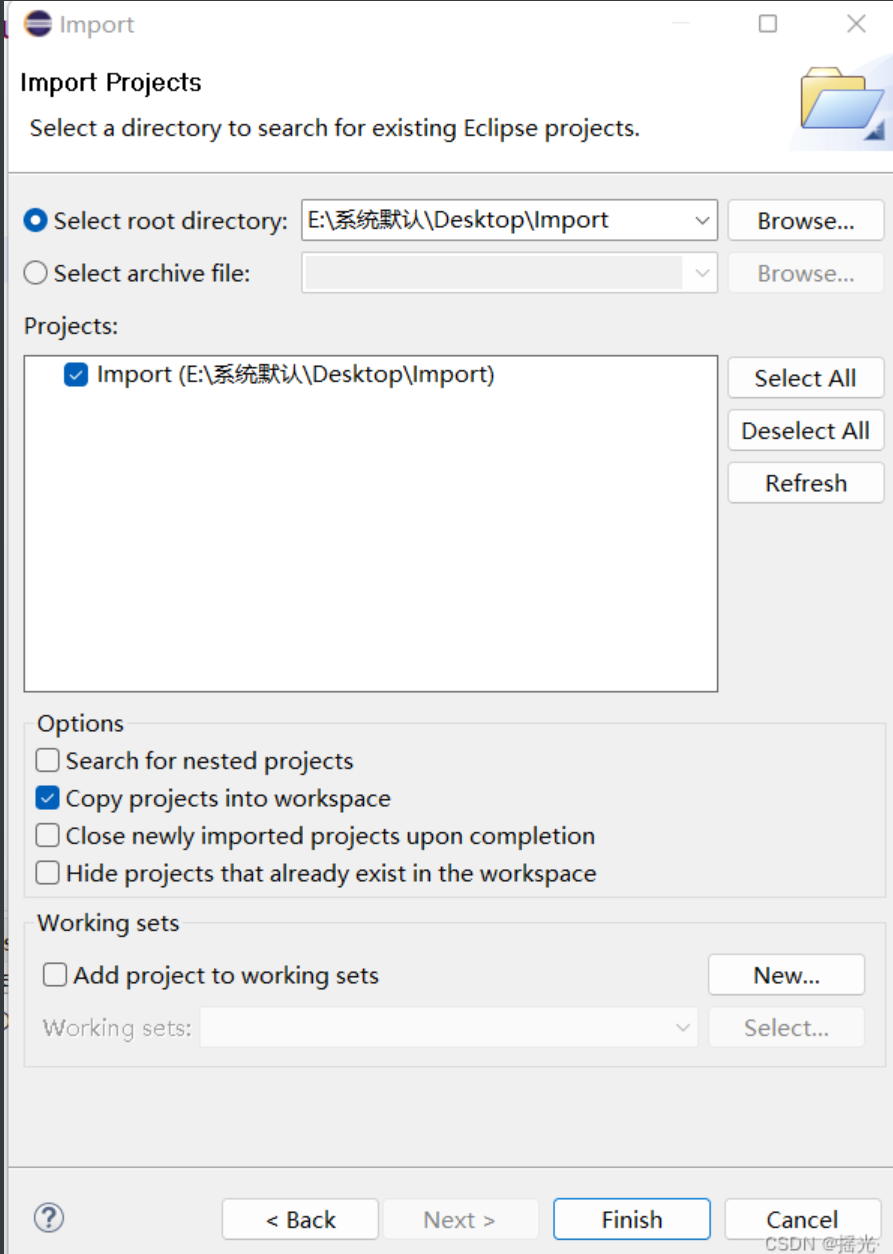 Import
Import Projects
Select a directory to search for existing Eclipse projects.
Select root directory: E:\系统默认\Desktop\Import Browse...
Select archive file: Browse...
Projects:
Import (E:\系统默认\Desktop\Import)
Select All
Deselect All
Refresh
Options
Search for nested projects
Copy projects into workspace
Close newly imported projects upon completion
Hide projects that already exist in the workspace
Working sets
Add project to working sets New...
Working sets: Select...
? < Back Next > Finish Cancel
CSDN @摇光